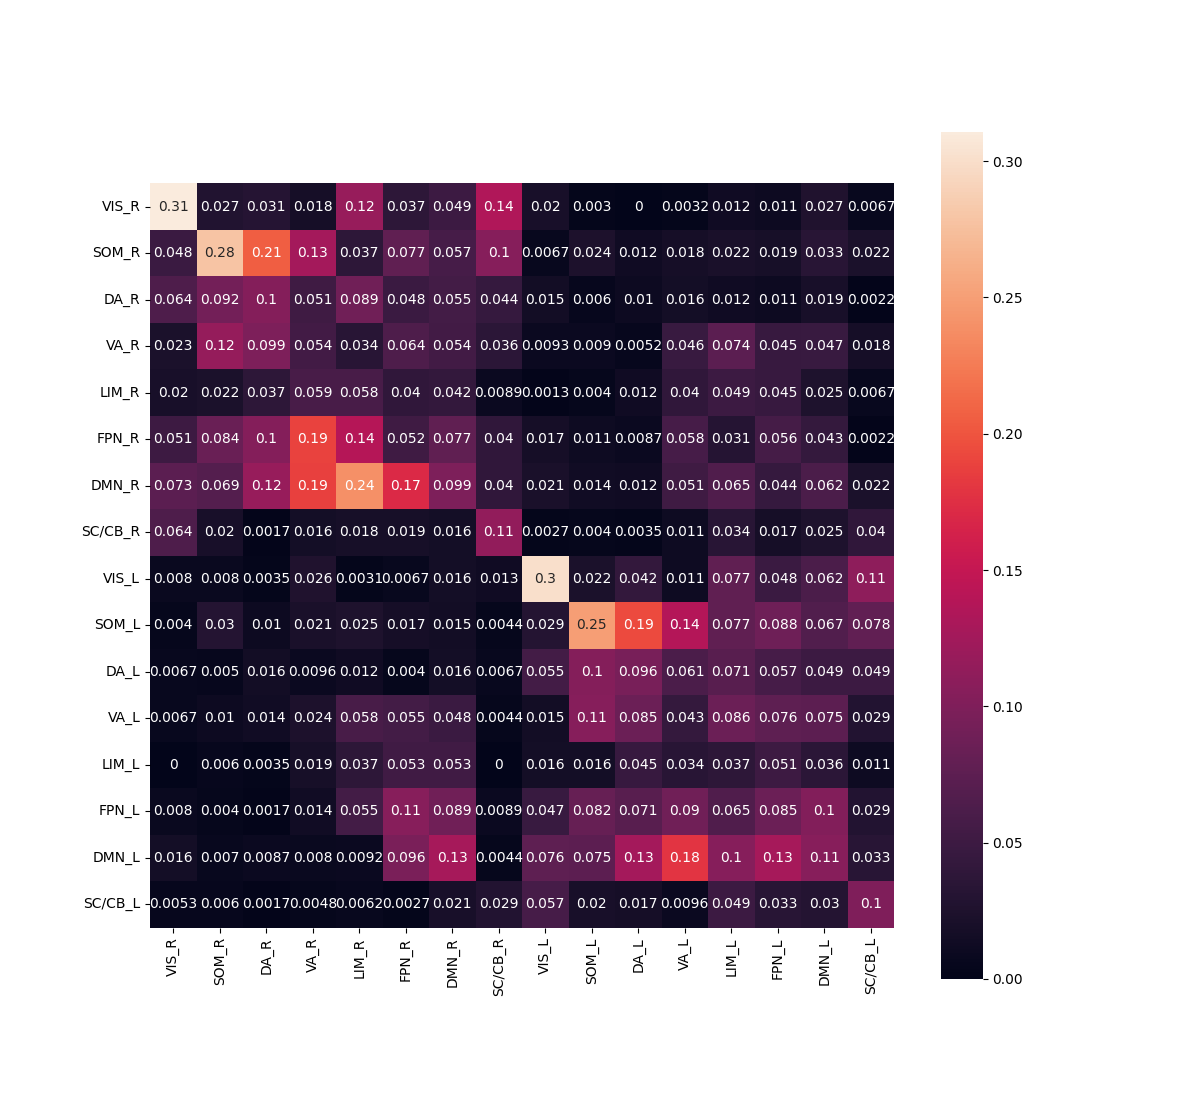 VIS_R 0.31 0.027 0.031 0.018 0.12 0.037 0.049 0.14 0.02 0.003 0 0.0032 0.012 0.011 0.027 0.0067
SOM_R 0.048 0.28 0.21 0.13 0.037 0.077 0.057 0.1 0.0067 0.024 0.012 0.018 0.022 0.019 0.033 0.022
DA_R 0.064 0.092 0.1 0.051 0.089 0.048 0.055 0.044 0.015 0.006 0.01 0.016 0.012 0.011 0.019 0.0022
VA_R 0.023 0.12 0.099 0.054 0.034 0.064 0.054 0.036 0.0093 0.009 0.0052 0.046 0.074 0.045 0.047 0.018
LIM_R 0.02 0.022 0.037 0.059 0.058 0.04 0.042 0.0089 0.0013 0.004 0.012 0.04 0.049 0.045 0.025 0.0067
FPN_R 0.051 0.084 0.1 0.19 0.14 0.052 0.077 0.04 0.017 0.011 0.0087 0.058 0.031 0.056 0.043 0.0022
DMN_R 0.073 0.069 0.12 0.19 0.24 0.17 0.099 0.04 0.021 0.014 0.012 0.051 0.065 0.044 0.062 0.022
SC/CB_R 0.064 0.02 0.0017 0.016 0.018 0.019 0.016 0.11 0.0027 0.004 0.0035 0.011 0.034 0.017 0.025 0.04
VIS_L 0.008 0.008 0.0035 0.026 0.0031 0.0067 0.016 0.013 0.3 0.022 0.042 0.011 0.077 0.048 0.062 0.11
SOM_L 0.004 0.03 0.01 0.021 0.025 0.017 0.015 0.0044 0.029 0.25 0.19 0.14 0.077 0.088 0.067 0.078
DA_L 0.0067 0.005 0.016 0.0096 0.012 0.004 0.016 0.0067 0.055 0.1 0.096 0.061 0.071 0.057 0.049 0.049
VA_L 0.0067 0.01 0.014 0.024 0.058 0.055 0.048 0.0044 0.015 0.11 0.085 0.043 0.086 0.076 0.075 0.029
LIM_L 0 0.006 0.0035 0.019 0.037 0.053 0.053 0 0.016 0.016 0.045 0.034 0.037 0.051 0.036 0.011
FPN_L 0.008 0.004 0.0017 0.014 0.055 0.11 0.089 0.0089 0.047 0.082 0.071 0.09 0.065 0.085 0.1 0.029
DMN_L 0.016 0.007 0.0087 0.008 0.0092 0.096 0.13 0.0044 0.076 0.075 0.13 0.18 0.1 0.13 0.11 0.033
SC/CB_L 0.0053 0.006 0.0017 0.0048 0.0062 0.0027 0.021 0.029 0.057 0.02 0.017 0.0096 0.049 0.033 0.03 0.1
VIS_R SOM_R DA_R VA_R LIM_R FPN_R DMN_R SC/CB_R VIS_L SOM_L DA_L VA_L LIM_L FPN_L DMN_L SC/CB_L
0.30
0.25
0.20
0.15
0.10
0.05
0.00